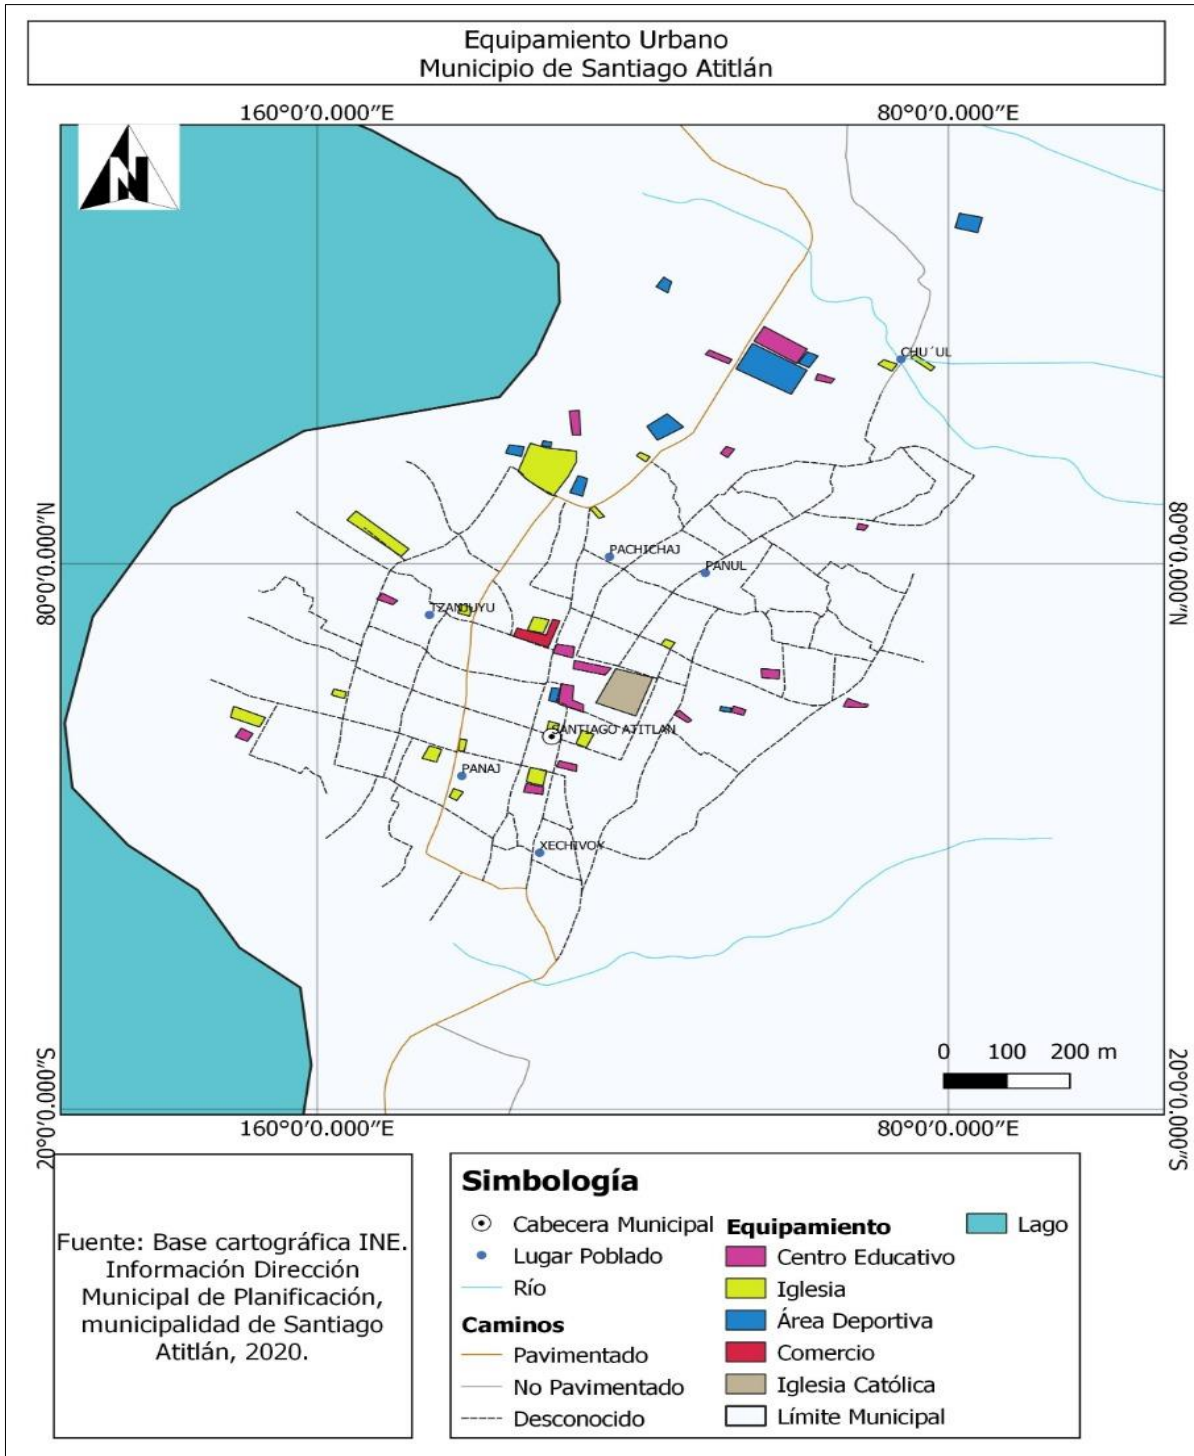 Equipamiento Urbano
Municipio de Santiago Atitlán
160°0'0.000"E 80°0'0.000"E
N
CHU´UL
80°0'0.000"N 80°0'0.000"N
PACHICHAJ
PANUL
TZANJUYU
SANTIAGO ATITLAN
PANAJ
XECHIVOY
0 100 200 m
20°0'0.000"S 20°0'0.000"S
160°0'0.000"E 80°0'0.000"E
Fuente: Base cartográfica INE.
Información Dirección
Municipal de Planificación,
municipalidad de Santiago
Atitlán, 2020.
Simbología
Cabecera Municipal
Lugar Poblado
Río
Caminos
Pavimentado
No Pavimentado
Desconocido
Equipamiento
Centro Educativo
Iglesia
Área Deportiva
Comercio
Iglesia Católica
Límite Municipal
Lago